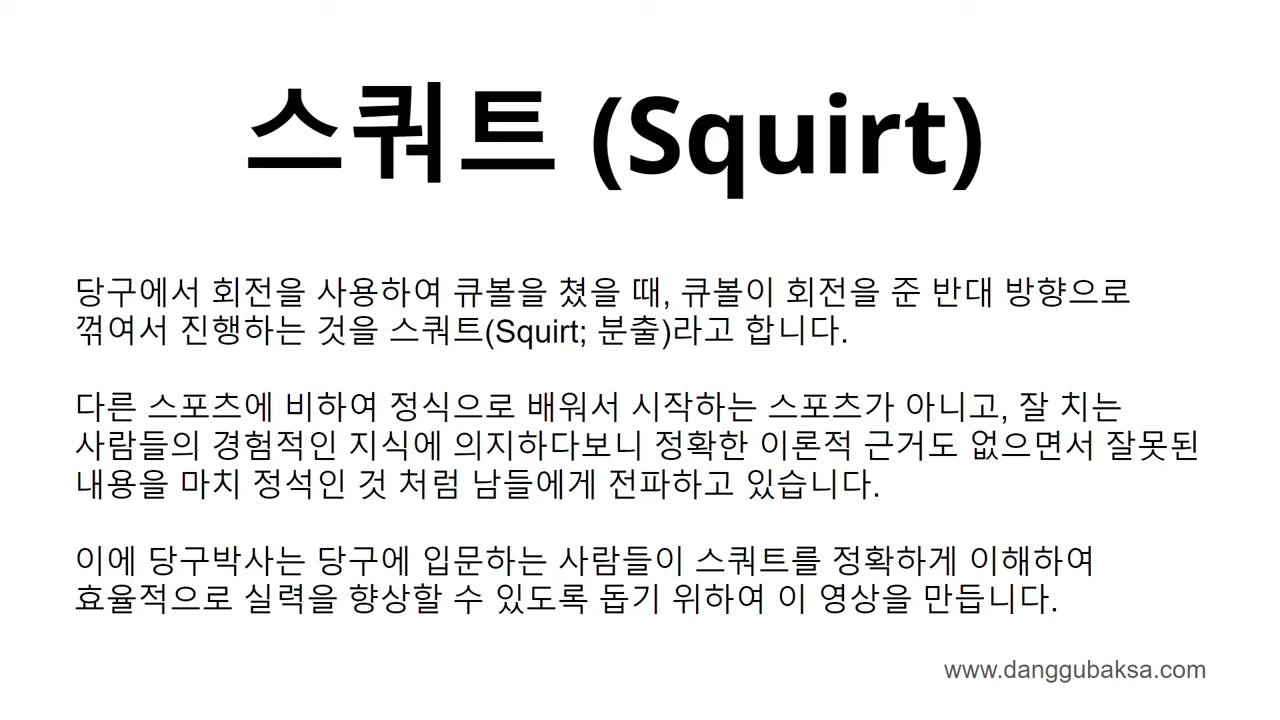 스쿼트 (Squirt)
당구에서 회전을 사용하여 큐볼을 쳤을 때, 큐볼이 회전을 준 반대 방향으로
꺾여서 진행하는 것을 스쿼트(Squirt; 분출)라고 합니다.
다른 스포츠에 비하여 정식으로 배워서 시작하는 스포츠가 아니고, 잘 치는
사람들의 경험적인 지식에 의지하다보니 정확한 이론적 근거도 없으면서 잘못된
내용을 마치 정석인 것 처럼 남들에게 전파하고 있습니다.
이에 당구박사는 당구에 입문하는 사람들이 스쿼트를 정확하게 이해하여
효율적으로 실력을 향상할 수 있도록 돕기 위하여 이 영상을 만듭니다.
www.danggubaksa.com